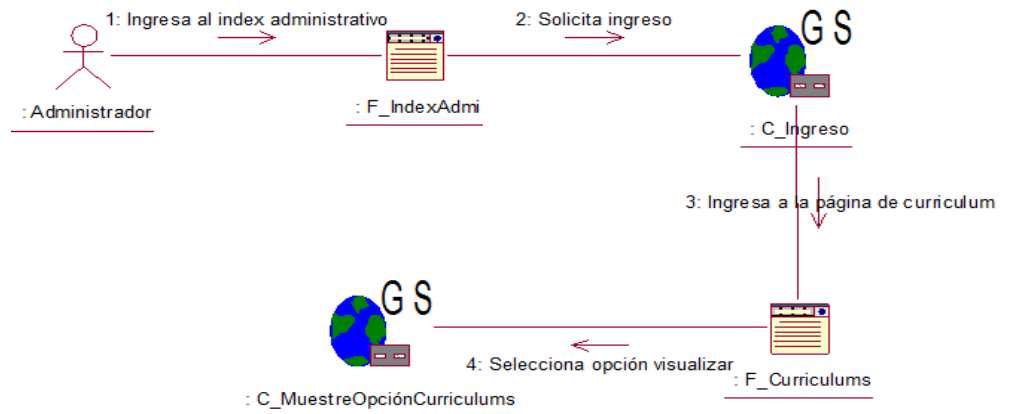 1: Ingresa al index administrativo
2: Solicita ingreso
G S
: Administrador
: F_IndexAdmi
: C_Ingreso
3: Ingresa a la página de curriculum
G S
4: Selecciona opción visualizar
: F_Curriculums
: C_MuestreOpciónCurriculums